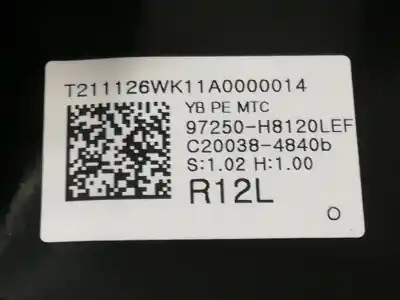 T211126WK11A0000014
YB PE MTC
97250-H8120LEF
C20038-4840b
S:1.02 H:1.00
R12L
O